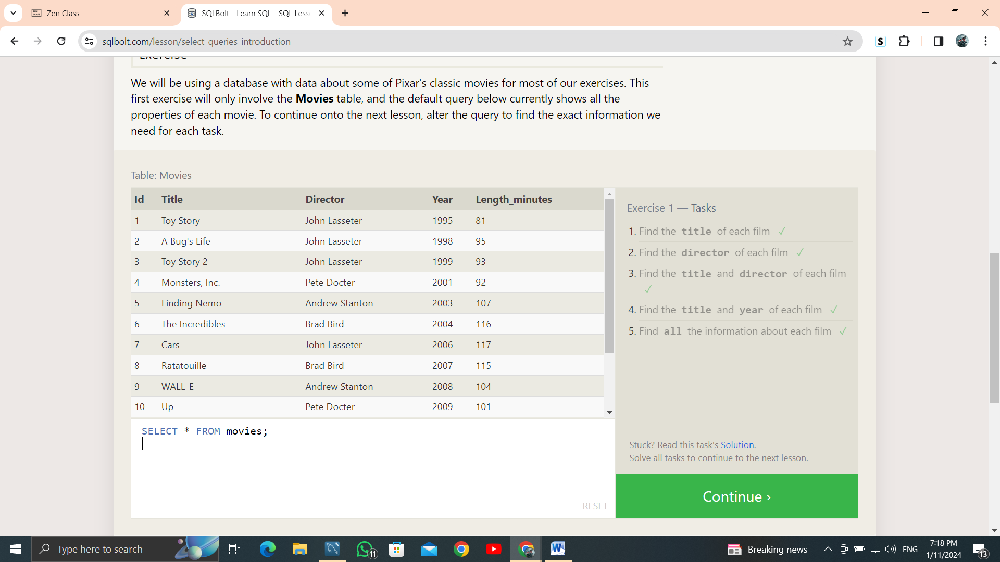 Zen Class
SQLBolt - Learn SQL - SQL Less
sqlbolt.com/lesson/select_queries_introduction
S
Exercise
We will be using a database with data about some of Pixar's classic movies for most of our exercises. This
first exercise will only involve the Movies table, and the default query below currently shows all the
properties of each movie. To continue onto the next lesson, alter the query to find the exact information we
need for each task.
Table: Movies
Id Title Director Year Length_minutes
1 Toy Story John Lasseter 1995 81
2 A Bug's Life John Lasseter 1998 95
3 Toy Story 2 John Lasseter 1999 93
4 Monsters, Inc. Pete Docter 2001 92
5 Finding Nemo Andrew Stanton 2003 107
6 The Incredibles Brad Bird 2004 116
7 Cars John Lasseter 2006 117
8 Ratatouille Brad Bird 2007 115
9 WALL-E Andrew Stanton 2008 104
10 Up Pete Docter 2009 101
SELECT * FROM movies;
RESET
Exercise 1 — Tasks
1. Find the title of each film ✓
2. Find the director of each film ✓
3. Find the title and director of each film
✓
4. Find the title and year of each film ✓
5. Find all the information about each film ✓
Stuck? Read this task's Solution.
Solve all tasks to continue to the next lesson.
Continue ›
Type here to search
11
Breaking news
ENG
7:18 PM
1/11/2024
13